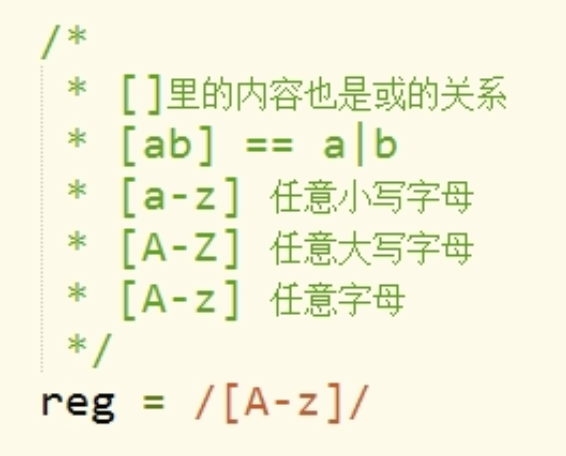 /*
* []里的内容也是或的关系
* [ab] == a|b
* [a-z] 任意小写字母
* [A-Z] 任意大写字母
* [A-z] 任意字母
*/
reg = /[A-z]/